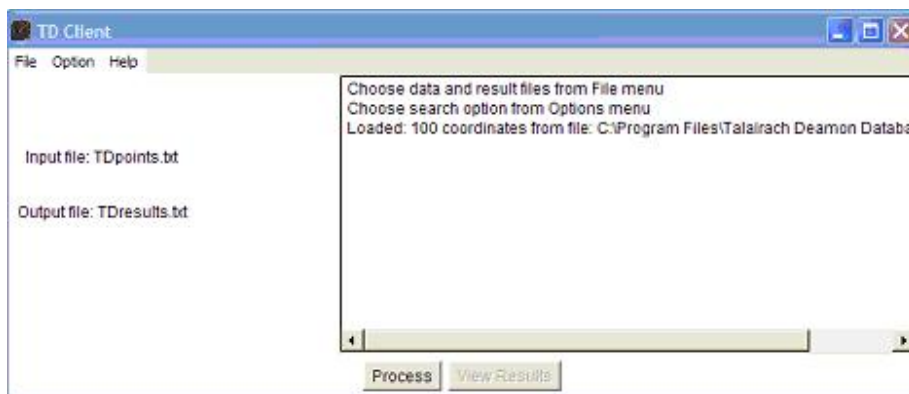 TD Client
File Option Help
Choose data and result files from File menu
Choose search option from Options menu
Loaded: 100 coordinates from file: C:\Program Files\Talairach Deamon Databa
Input file: TDpoints.txt
Output file: TDresults.txt
Process View Results